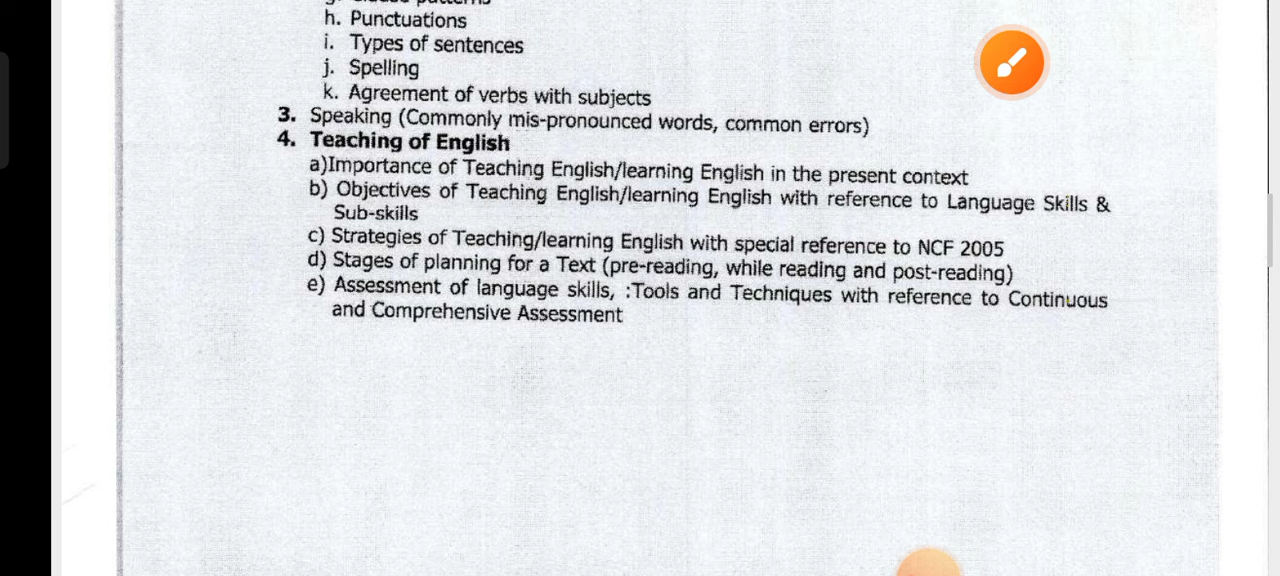 h. Punctuations
i. Types of sentences
j. Spelling
k. Agreement of verbs with subjects
3. Speaking (Commonly mis-pronounced words, common errors)
4. Teaching of English
a)Importance of Teaching English/learning English in the present context
b) Objectives of Teaching English/learning English with reference to Language Skills &
Sub-skills
c) Strategies of Teaching/learning English with special reference to NCF 2005
d) Stages of planning for a Text (pre-reading, while reading and post-reading)
e) Assessment of language skills, :Tools and Techniques with reference to Continuous
and Comprehensive Assessment